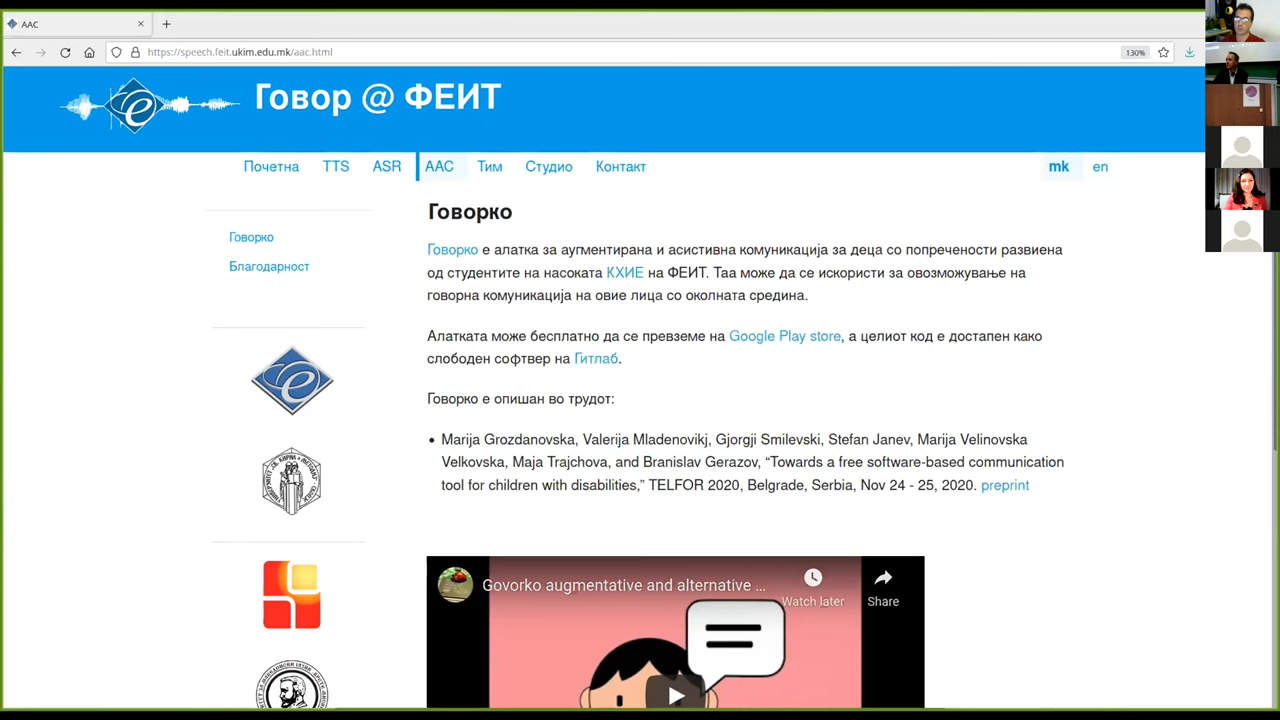 AAC
https://speech.feit.ukim.edu.mk/aac.html
130%
Говор @ ФЕИТ
Почетна TTS ASR AAC Тим Студио Контакт mk en
Говорко
Благодарност
Говорко
Говорко е алатка за аугментирана и асистивна комуникација за деца со попречености развиена
од студентите на насоката КХИЕ на ФЕИТ. Таа може да се искористи за овозможување на
говорна комуникација на овие лица со околната средина.
Алатката може бесплатно да се превземе на Google Play store, а целиот код е достапен како
слободен софтвер на Гитлаб.
Говорко е опишан во трудот:
• Marija Grozdanovska, Valerija Mladenovikj, Gjorgji Smilevski, Stefan Janev, Marija Velinovska
Velkovska, Maja Trajchova, and Branislav Gerazov, “Towards a free software-based communication
tool for children with disabilities,” TELFOR 2020, Belgrade, Serbia, Nov 24 - 25, 2020. preprint
Govorko augmentative and alternative …
Watch later
Share